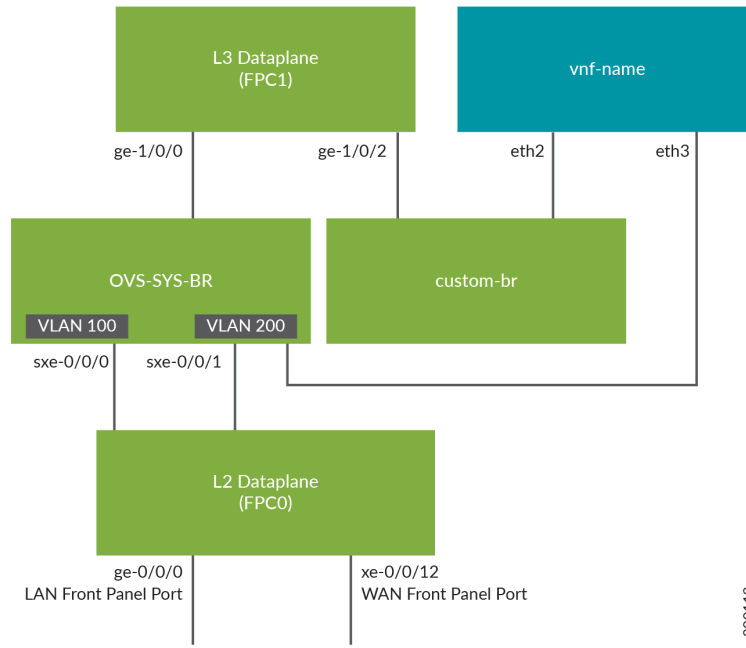 L3 Dataplane
(FPC1)
vnf-name
ge-1/0/0
ge-1/0/2
eth2
eth3
OVS-SYS-BR
custom-br
VLAN 100
VLAN 200
sxe-0/0/0
sxe-0/0/1
L2 Dataplane
(FPC0)
ge-0/0/0
LAN Front Panel Port
xe-0/0/12
WAN Front Panel Port